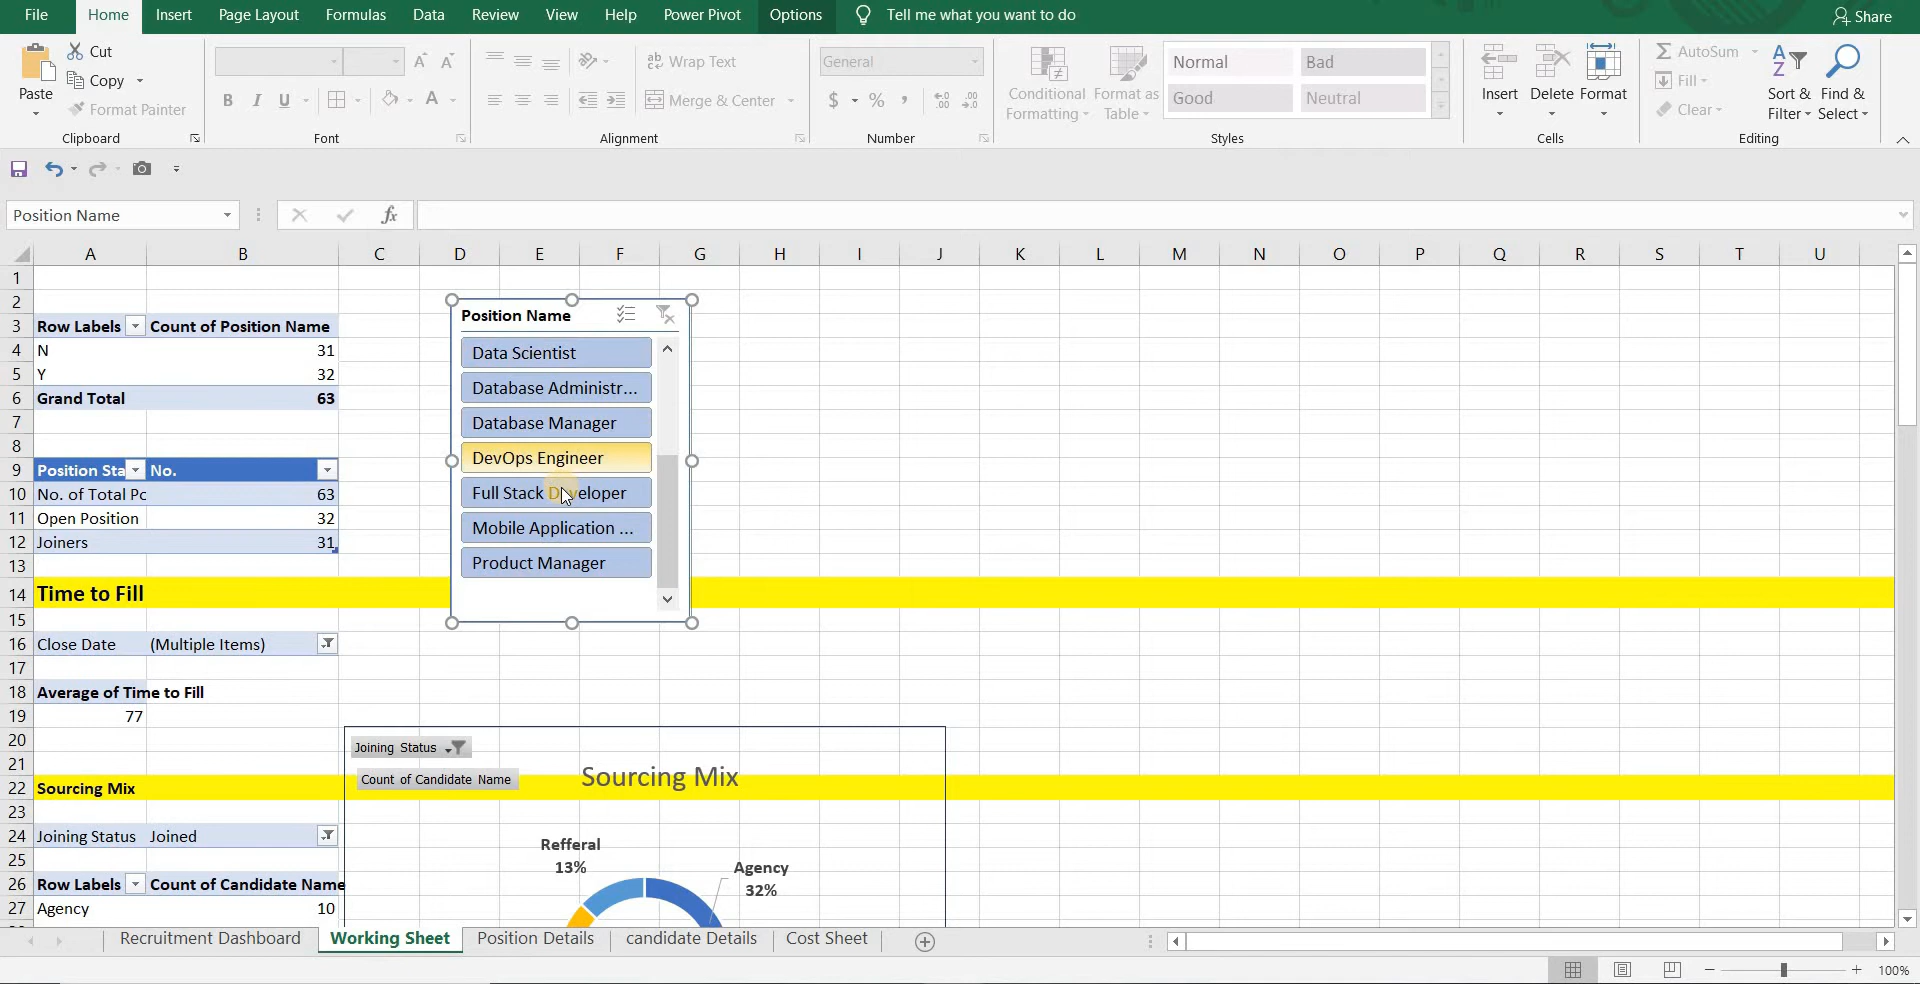 File Home Insert Page Layout Formulas Data Review View Help Power Pivot Options Tell me what you want to do Share
Paste Cut Copy Format Painter
Clipboard
B I U A
Font
ab Wrap Text
Merge & Center
Alignment
General
$ % ,
Number
Conditional Formatting
Format as Table
Normal Bad
Good Neutral
Styles
Insert Delete Format
Cells
AutoSum
Fill
Clear
Sort & Filter
Find & Select
Editing
Position Name
fx
A B C D E F G H I J K L M N O P Q R S T U
1
2
3 Row Labels Count of Position Name
4 N 31
5 Y 32
6 Grand Total 63
7
8
9 Position Sta No.
10 No. of Total Po 63
11 Open Position 32
12 Joiners 31
13
14 Time to Fill
15
16 Close Date (Multiple Items)
17
18 Average of Time to Fill
19 77
20
21
22 Sourcing Mix
23
24 Joining Status Joined
25
26 Row Labels Count of Candidate Name
27 Agency 10
Position Name
Data Scientist
Database Administr...
Database Manager
DevOps Engineer
Full Stack Developer
Mobile Application ...
Product Manager
Joining Status
Count of Candidate Name
Sourcing Mix
Refferal
13%
Agency
32%
Recruitment Dashboard Working Sheet Position Details candidate Details Cost Sheet
100%